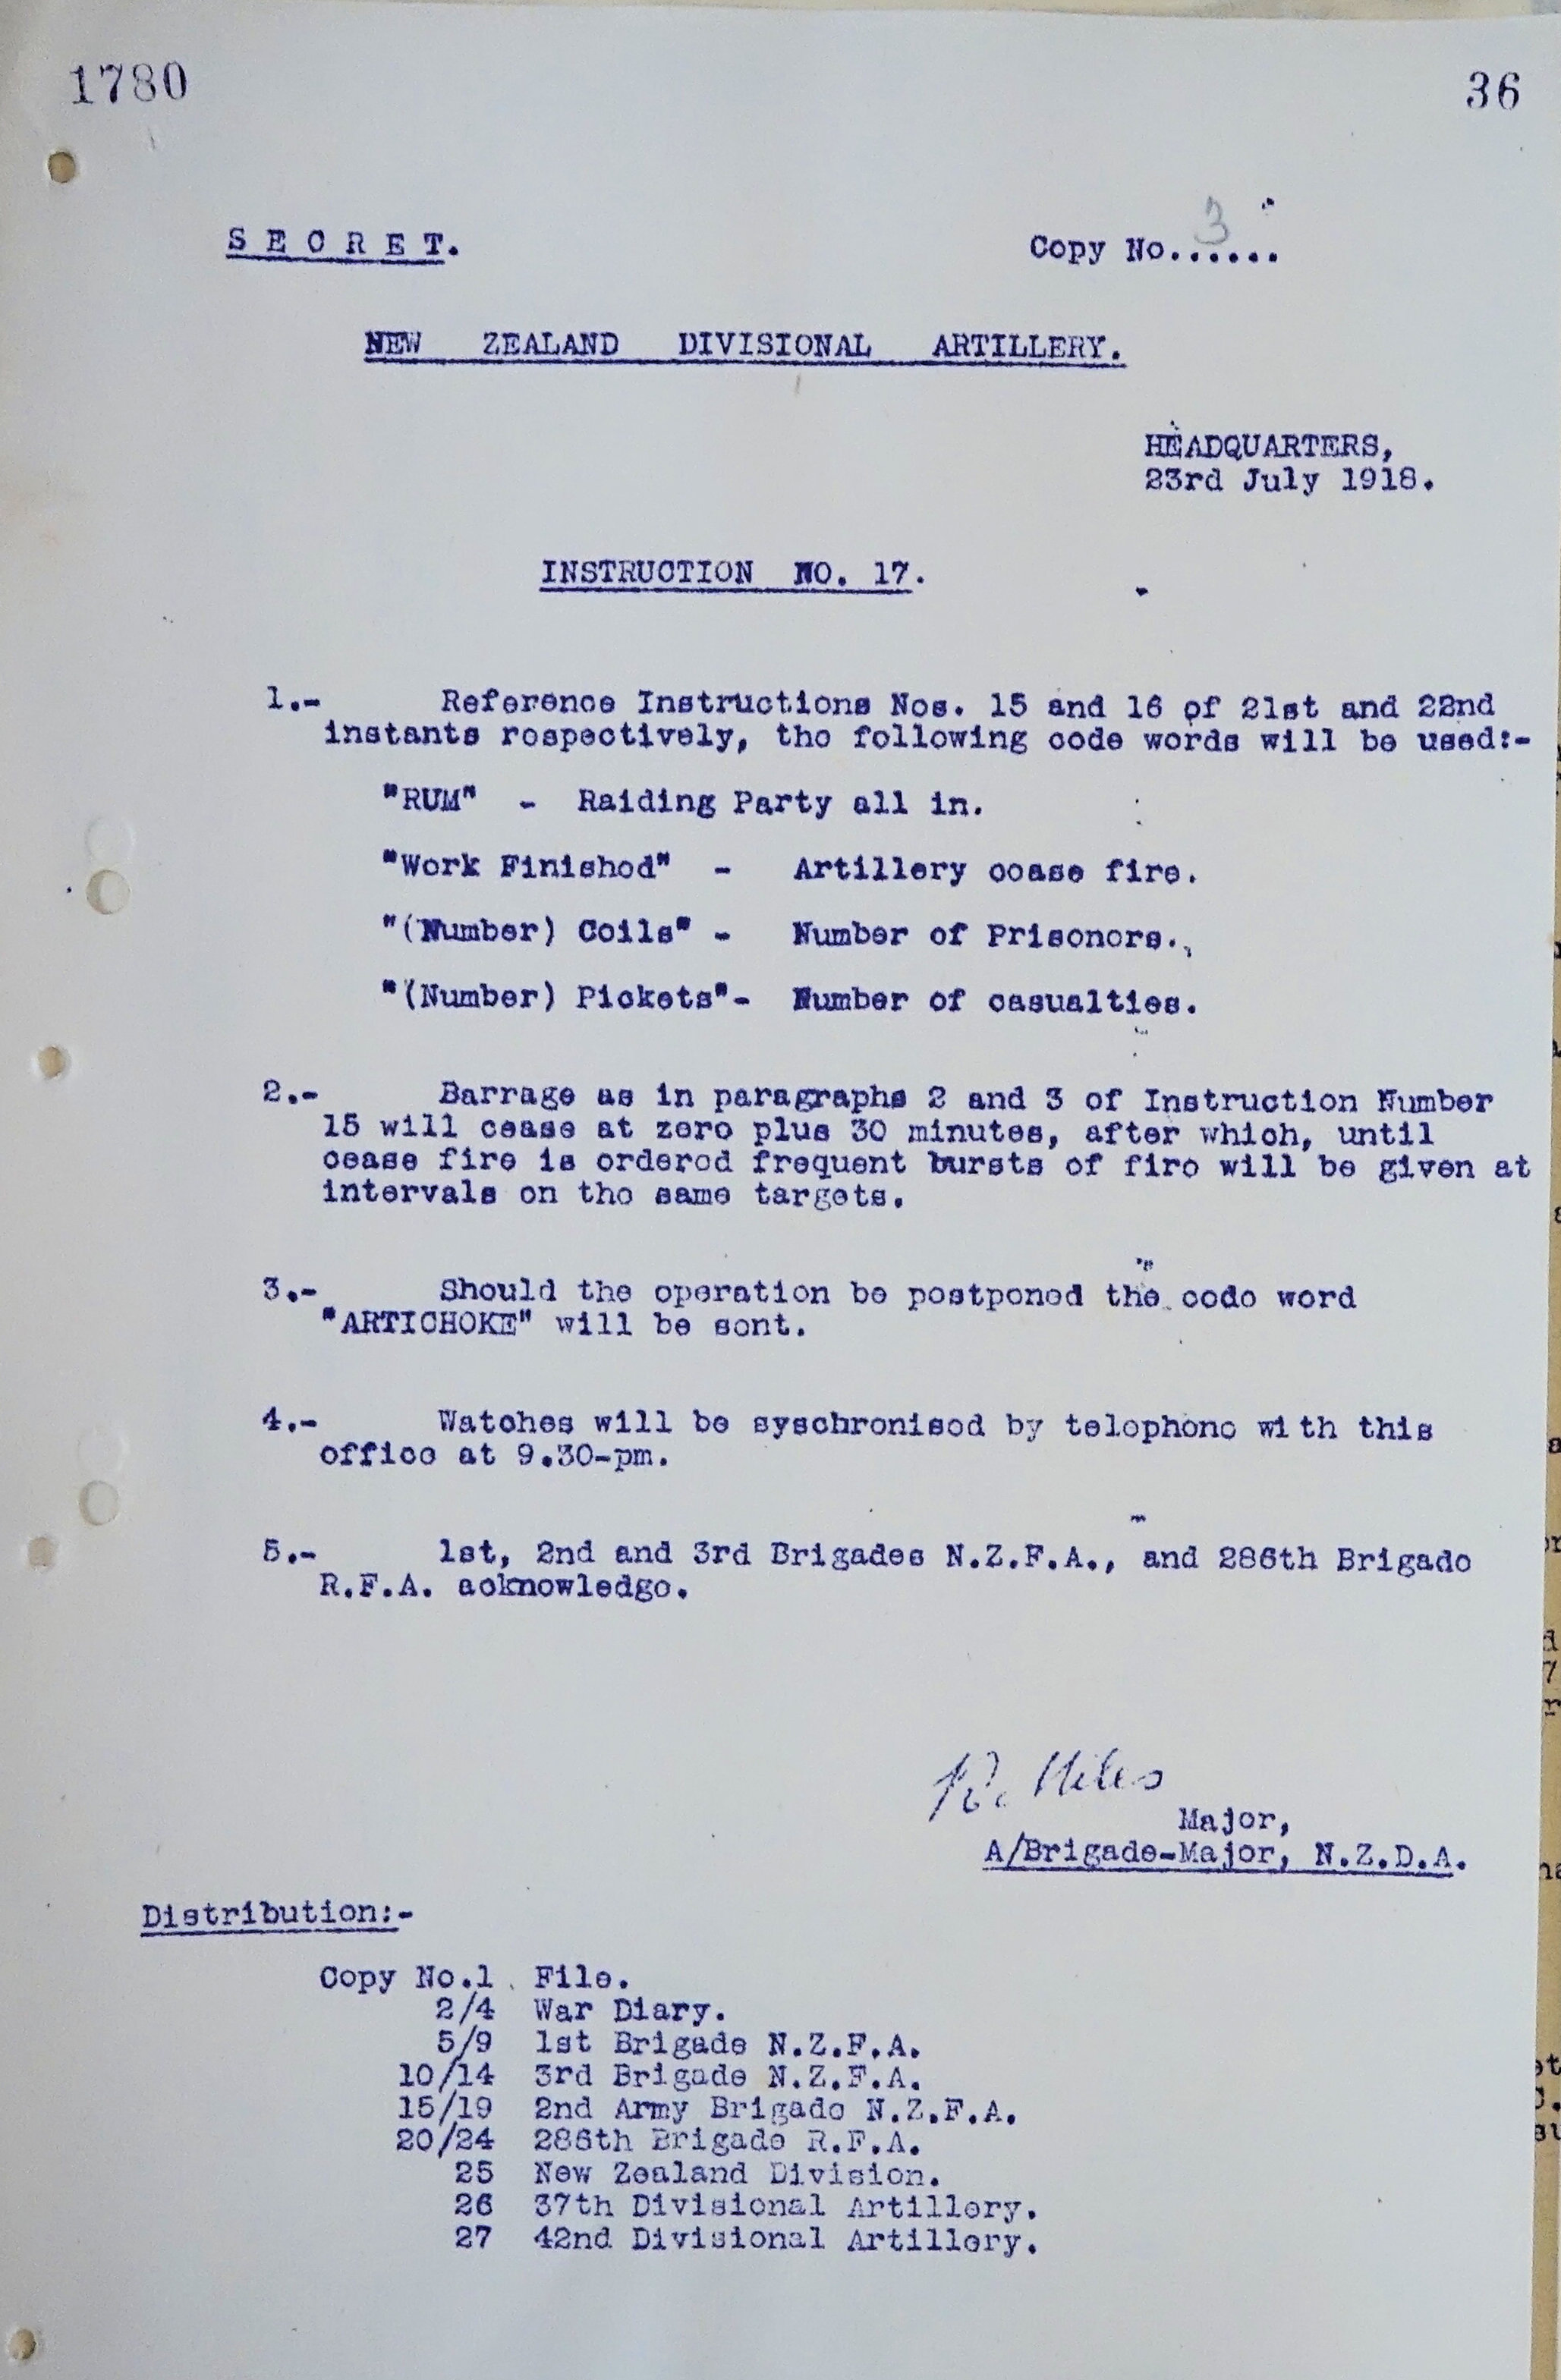 1780
36
S E C R E T.
Copy No.3.....
NEW ZEALAND DIVISIONAL ARTILLERY.
HEADQUARTERS,
23rd July 1918.
INSTRUCTION NO. 17.
1.- Reference Instructions Nos. 15 and 16 of 21st and 22nd
instants respectively, the following code words will be used:-
"RUM" - Raiding Party all in.
"Work Finished" - Artillery cease fire.
"(Number) Coils" - Number of Prisoners.
"(Number) Pickets"- Number of casualties.
2.- Barrage as in paragraphs 2 and 3 of Instruction Number
15 will cease at zero plus 30 minutes, after which, until
cease fire is ordered frequent bursts of fire will be given at
intervals on the same targets.
3.- Should the operation be postponed the code word
"ARTICHOKE" will be sent.
4.- Watches will be syschronised by telephone with this
office at 9.30-pm.
5.- 1st, 2nd and 3rd Brigades N.Z.F.A., and 286th Brigade
R.F.A. acknowledge.
R. Miles
Major,
A/Brigade-Major, N.Z.D.A.
Distribution:-
Copy No.1 File.
2/4 War Diary.
5/9 1st Brigade N.Z.F.A.
10/14 3rd Brigade N.Z.F.A.
15/19 2nd Army Brigade N.Z.F.A.
20/24 286th Brigade R.F.A.
25 New Zealand Division.
26 37th Divisional Artillery.
27 42nd Divisional Artillery.